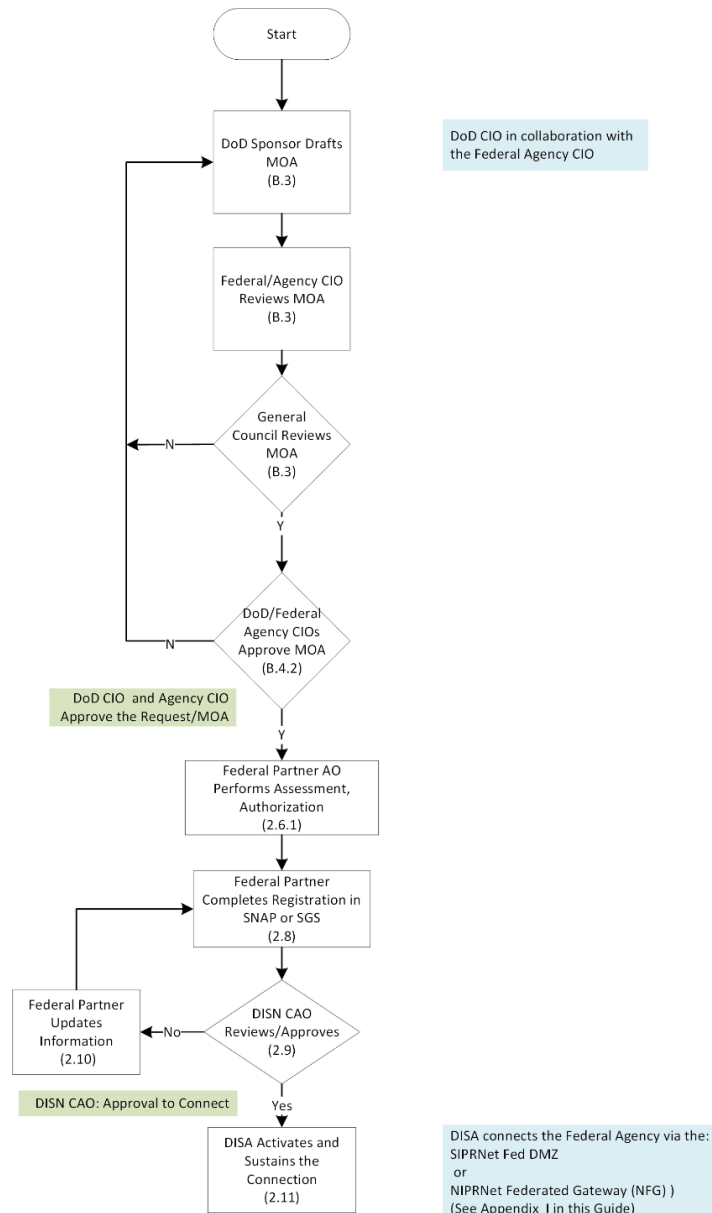 Start
DoD Sponsor Drafts
MOA
(B.3)
DoD CIO in collaboration with
the Federal Agency CIO
Federal/Agency CIO
Reviews MOA
(B.3)
General
Council Reviews
MOA
(B.3)
N
Y
DoD/Federal
Agency CIOs
Approve MOA
(B.4.2)
N
DoD CIO and Agency CIO
Approve the Request/MOA
Y
Federal Partner AO
Performs Assessment,
Authorization
(2.6.1)
Federal Partner
Completes Registration in
SNAP or SGS
(2.8)
Federal Partner
Updates
Information
(2.10)
No
DISN CAO
Reviews/Approves
(2.9)
DISN CAO: Approval to Connect
Yes
DISA Activates and
Sustains the
Connection
(2.11)
DISA connects the Federal Agency via the:
SIPRNet Fed DMZ
or
NIPRNet Federated Gateway (NFG) )
(See Appendix I in this Guide)